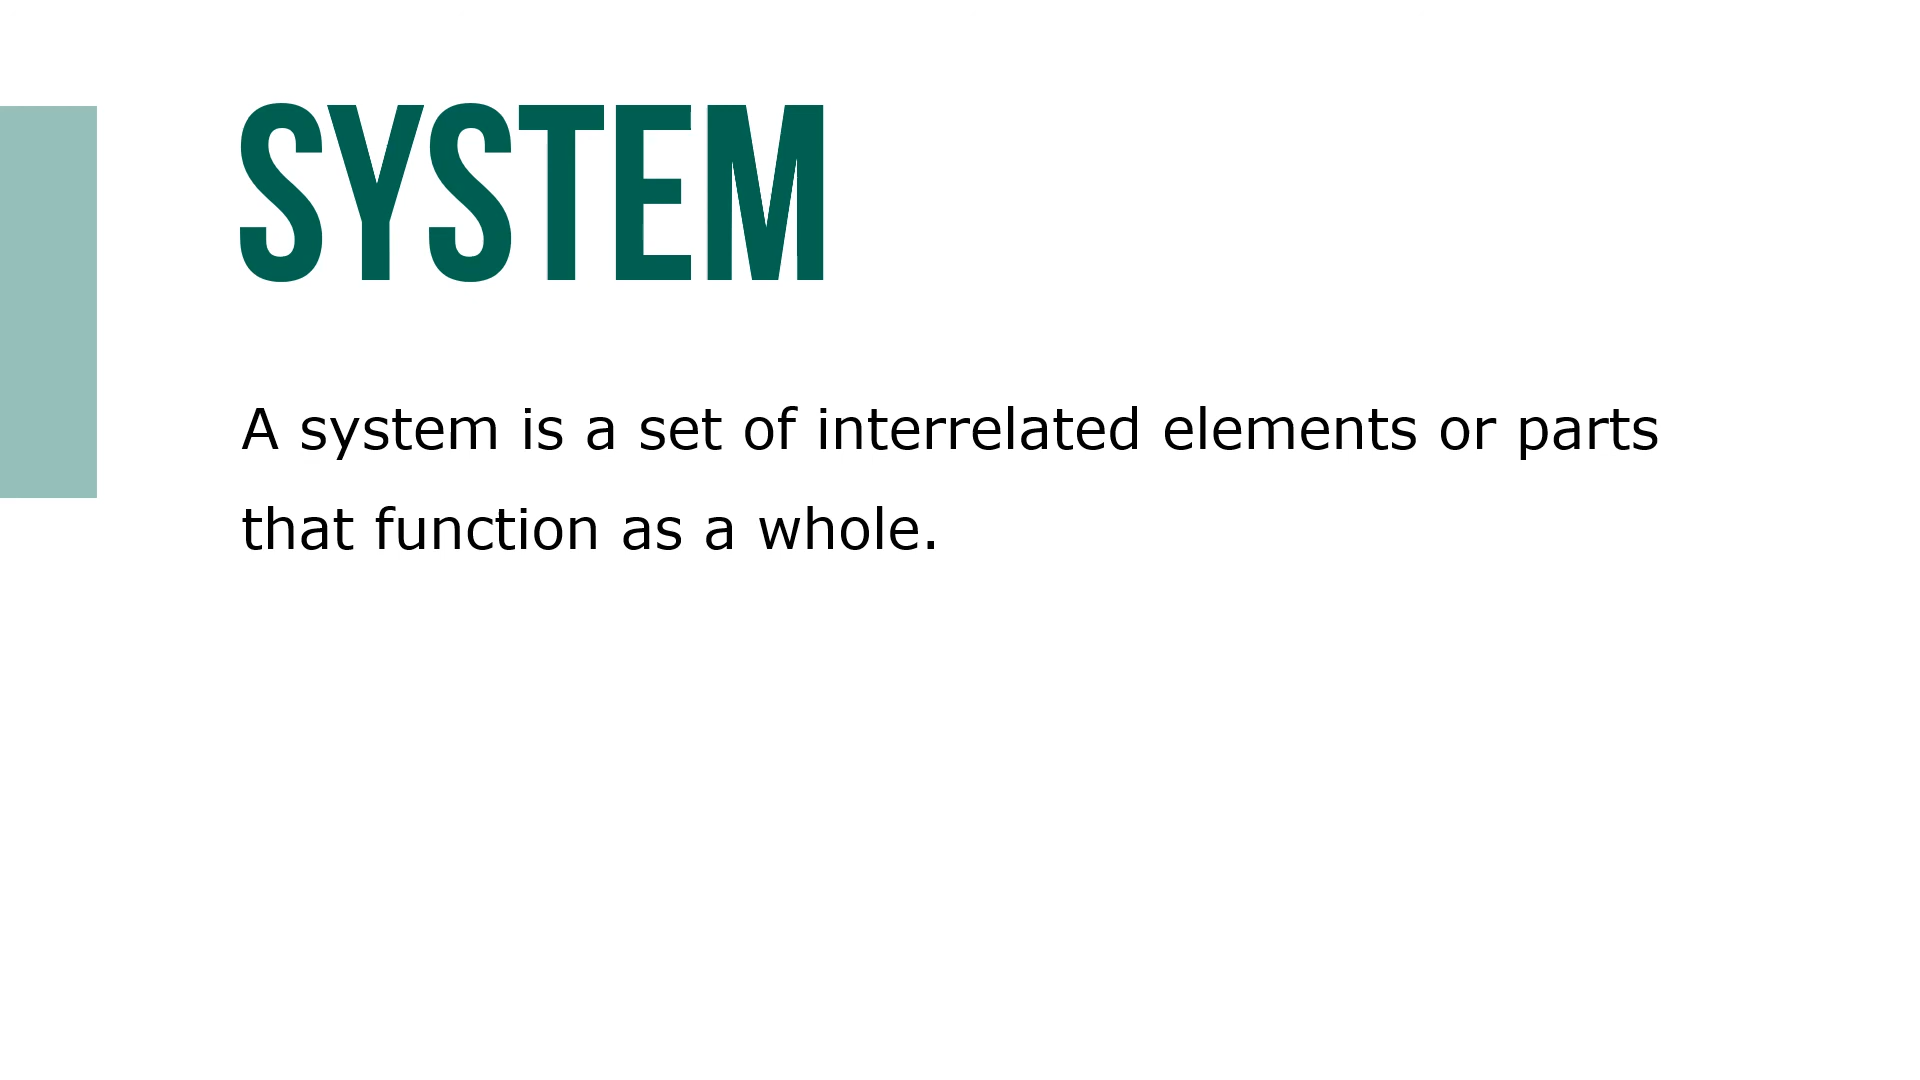 SYSTEM
A system is a set of interrelated elements or parts
that function as a whole.